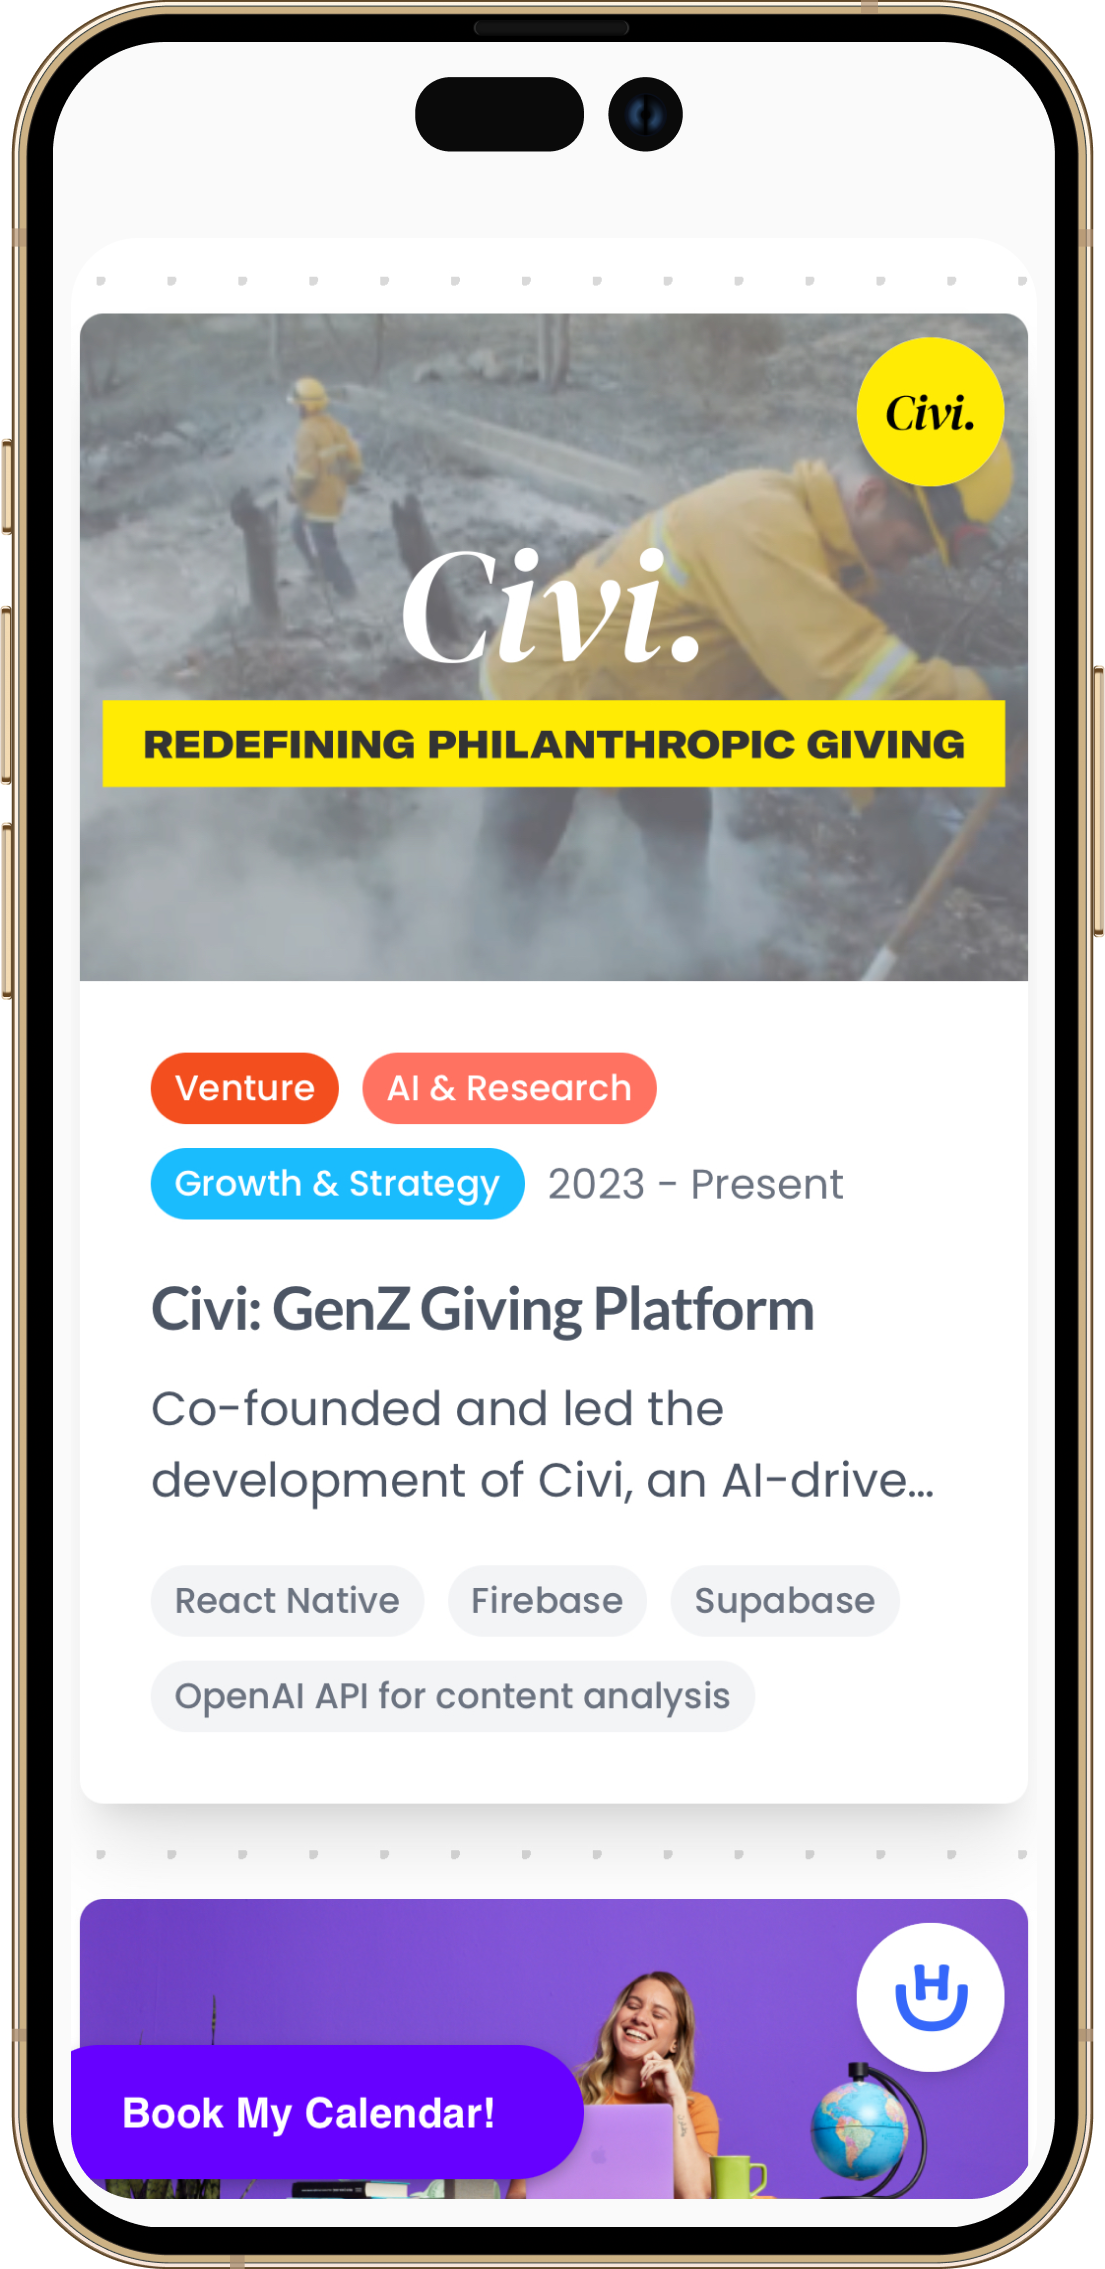 Civi.
Civi.
REDEFINING PHILANTHROPIC GIVING
Venture
AI & Research
Growth & Strategy
2023 - Present
Civi: GenZ Giving Platform
Co-founded and led the
development of Civi, an AI-drive...
React Native
Firebase
Supabase
OpenAI API for content analysis
H
Book My Calendar!